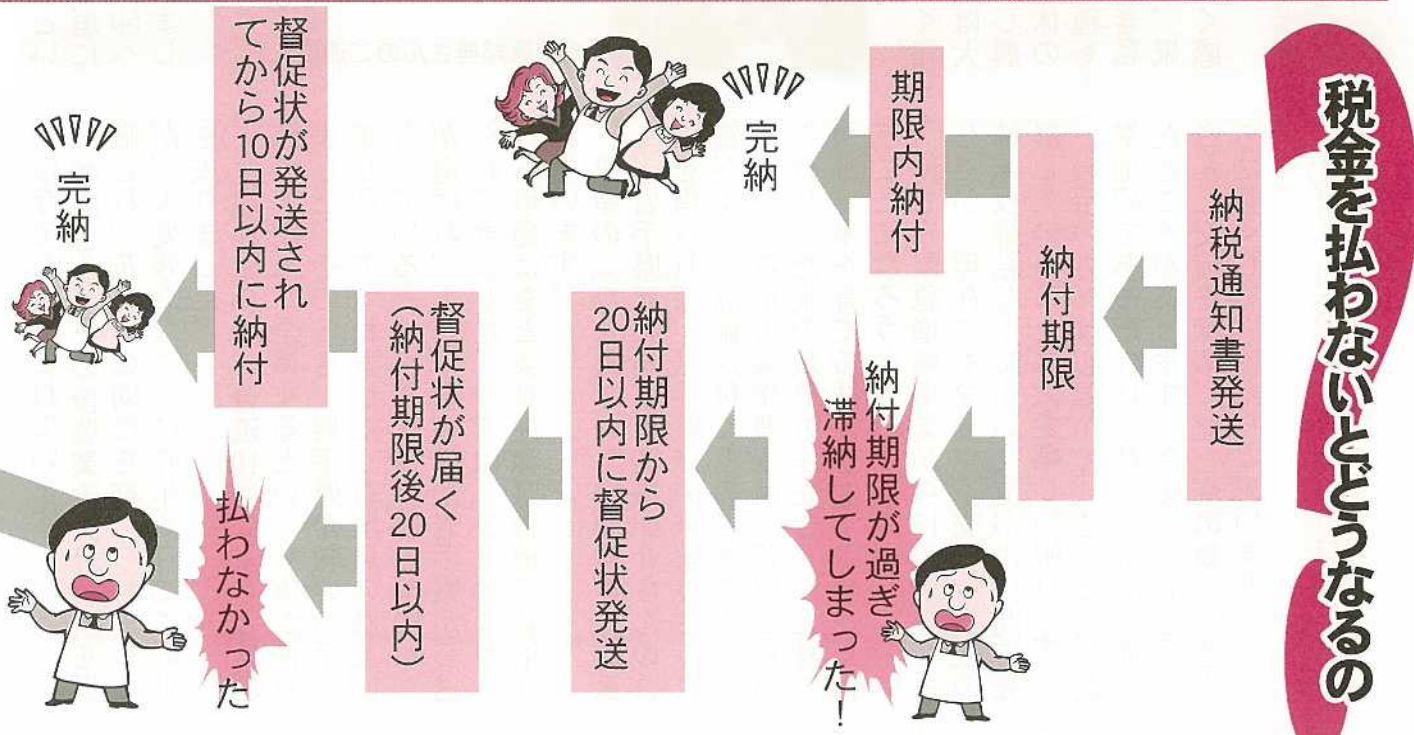 税金を払わないとどうなるの
納税通知書発送
納付期限
期限内納付
完納
納付期限が過ぎ
滞納してしまった！
納付期限から
20日以内に督促状発送
督促状が届く
（納付期限後20日以内）
督促状が発送され
てから10日以内に納付
完納
払わなかった